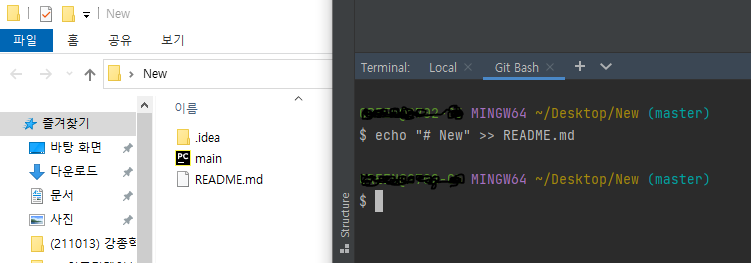 New
파일 홈 공유 보기
New
이름
즐겨찾기
바탕 화면
다운로드
문서
사진
(211013) 강종학
.idea
PC main
README.md
Terminal: Local Git Bash
MINGW64 ~/Desktop/New (master)
$ echo "# New" >> README.md
MINGW64 ~/Desktop/New (master)
$
Structure